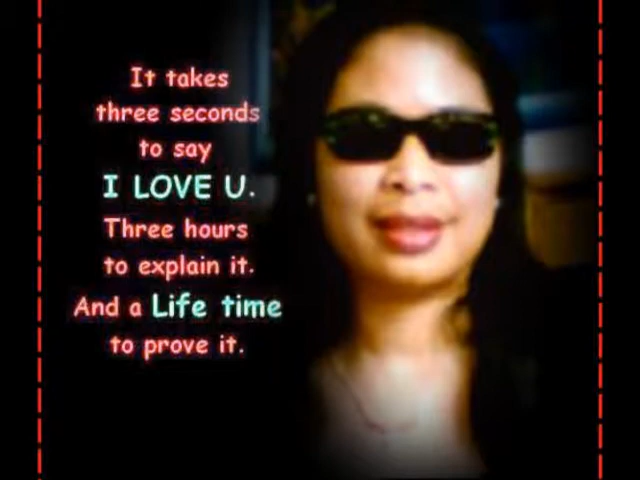 It takes
three seconds
to say
I LOVE U.
Three hours
to explain it.
And a Life time
to prove it.